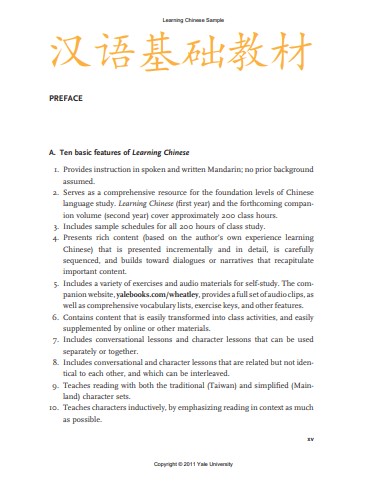 Learning Chinese Sample
汉语基础教材
PREFACE
A. Ten basic features of Learning Chinese
1. Provides instruction in spoken and written Mandarin; no prior background
assumed.
2. Serves as a comprehensive resource for the foundation levels of Chinese
language study. Learning Chinese (first year) and the forthcoming compan-
ion volume (second year) cover approximately 200 class hours.
3. Includes sample schedules for all 200 hours of class study.
4. Presents rich content (based on the author's own experience learning
Chinese) that is presented incrementally and in detail, is carefully
sequenced, and builds toward dialogues or narratives that recapitulate
important content.
5. Includes a variety of exercises and audio materials for self-study. The com-
panion website, yalebooks.com/wheatley, provides a full set of audio clips, as
well as comprehensive vocabulary lists, exercise keys, and other features.
6. Contains content that is easily transformed into class activities, and easily
supplemented by online or other materials.
7. Includes conversational lessons and character lessons that can be used
separately or together.
8. Includes conversational and character lessons that are related but not iden-
tical to each other, and which can be interleaved.
9. Teaches reading with both the traditional (Taiwan) and simplified (Main-
land) character sets.
10. Teaches characters inductively, by emphasizing reading in context as much
as possible.
xv
Copyright © 2011 Yale University